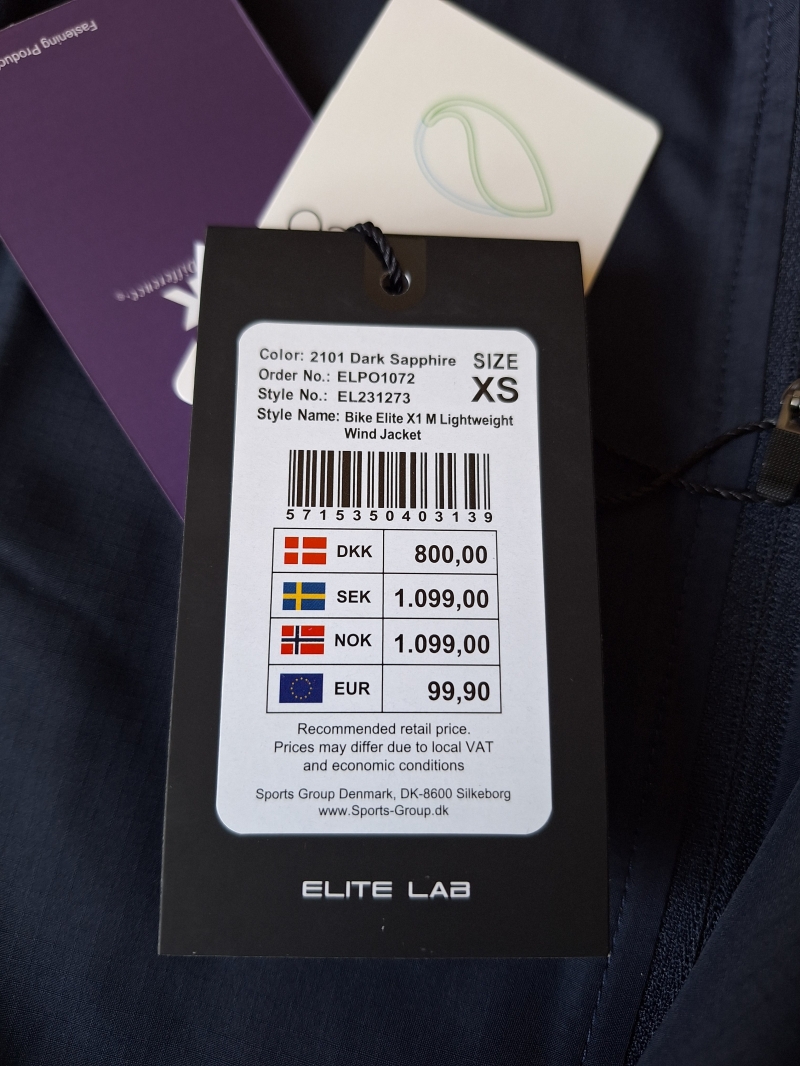 Fastening Produc
Difference.
Color: 2101 Dark Sapphire
SIZE
XS
Order No.: ELPO1072
Style No.: EL231273
Style Name: Bike Elite X1 M Lightweight
Wind Jacket
5715350403139
DKK 800,00
SEK 1.099,00
NOK 1.099,00
EUR 99,90
Recommended retail price.
Prices may differ due to local VAT
and economic conditions
Sports Group Denmark, DK-8600 Silkeborg
www.Sports-Group.dk
ELITE LAB